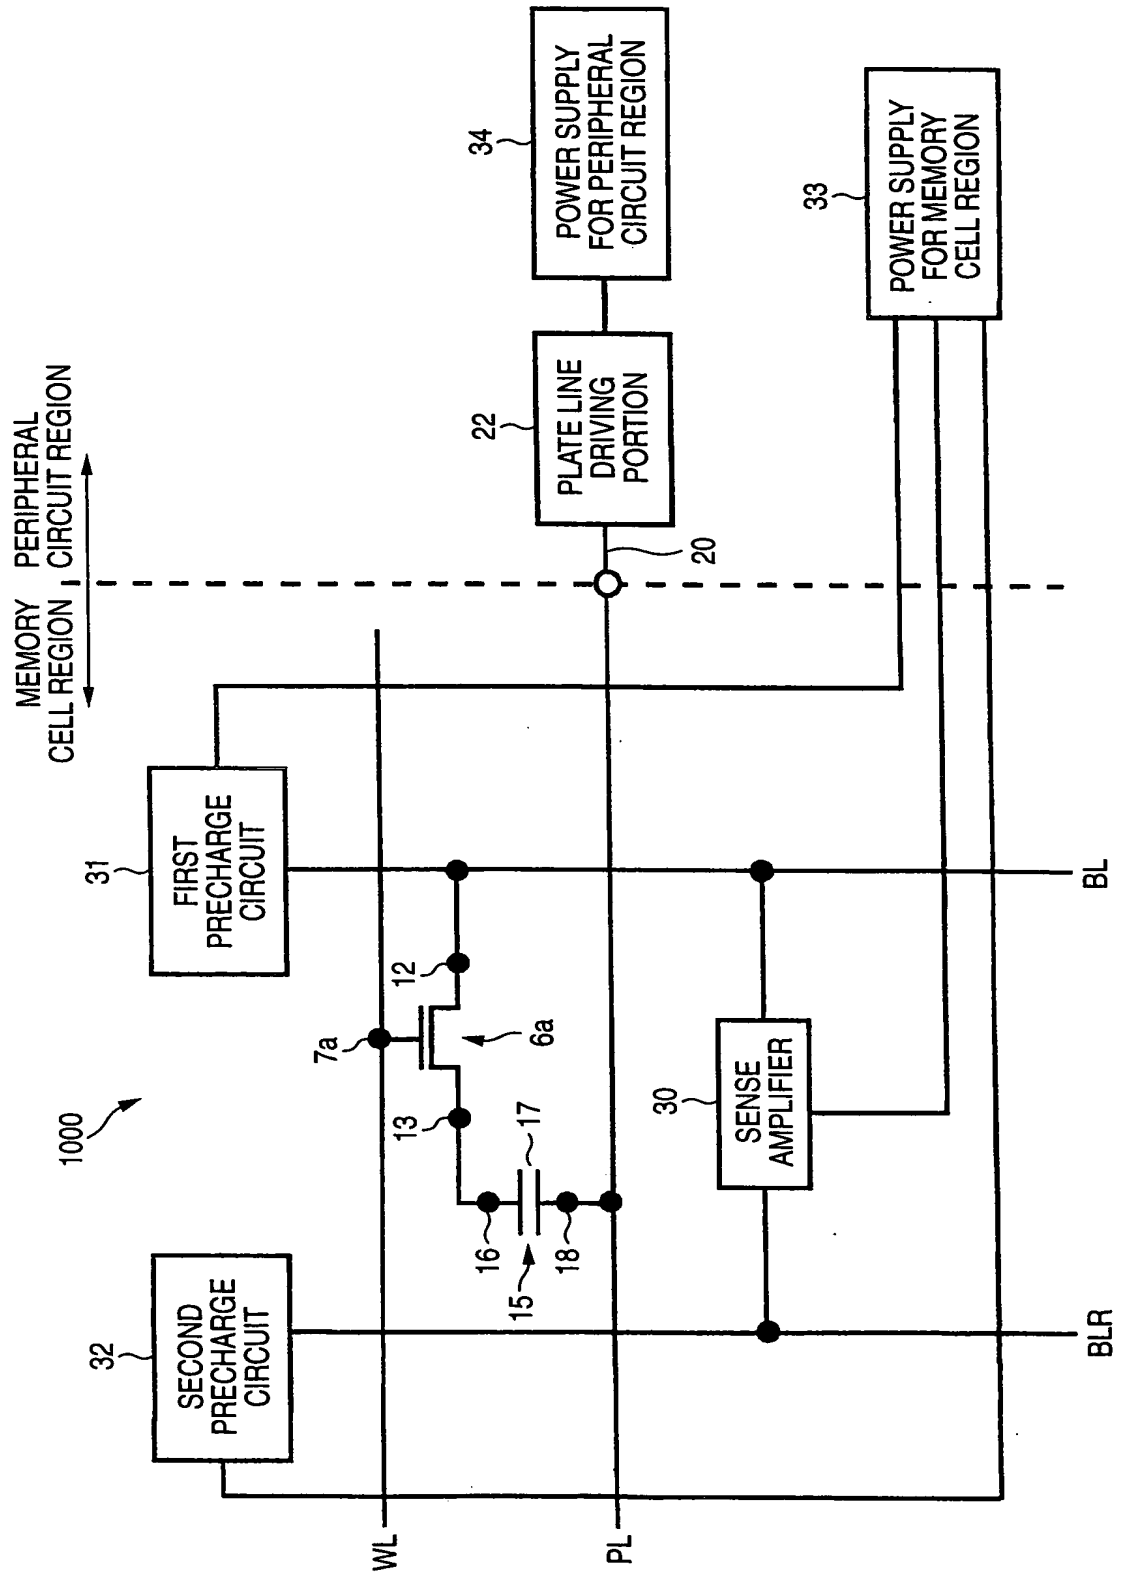 MEMORY
CELL REGION
PERIPHERAL
CIRCUIT REGION
1000
32
SECOND
PRECHARGE
CIRCUIT
31
FIRST
PRECHARGE
CIRCUIT
WL
7a
13
12
6a
16
17
15
18
PL
20
22
PLATE LINE
DRIVING
PORTION
34
POWER SUPPLY
FOR PERIPHERAL
CIRCUIT REGION
30
SENSE
AMPLIFIER
33
POWER SUPPLY
FOR MEMORY
CELL REGION
BLR
BL